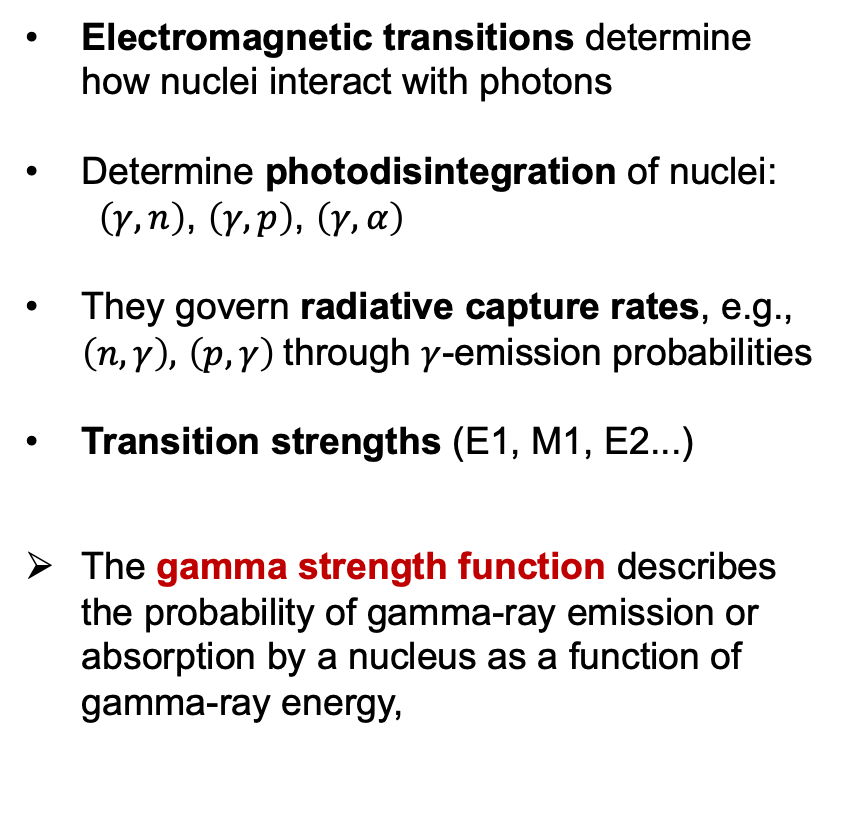 • Electromagnetic transitions determine
how nuclei interact with photons
• Determine photodisintegration of nuclei:
(γ, n), (γ, p), (γ, α)
• They govern radiative capture rates, e.g.,
(n, γ), (p, γ) through γ-emission probabilities
• Transition strengths (E1, M1, E2...)
➢ The gamma strength function describes
the probability of gamma-ray emission or
absorption by a nucleus as a function of
gamma-ray energy,